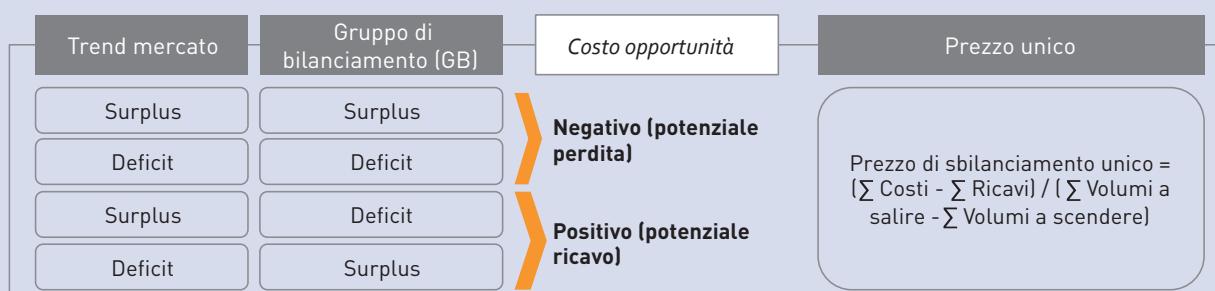 Trend mercato
Gruppo di
bilanciamento (GB)
Costo opportunità
Prezzo unico
Surplus
Surplus
Deficit
Deficit
Negativo (potenziale
perdita)
Surplus
Deficit
Deficit
Surplus
Positivo (potenziale
ricavo)
Prezzo di sbilanciamento unico =
(∑ Costi - ∑ Ricavi) / ( ∑ Volumi a
salire - ∑ Volumi a scendere)